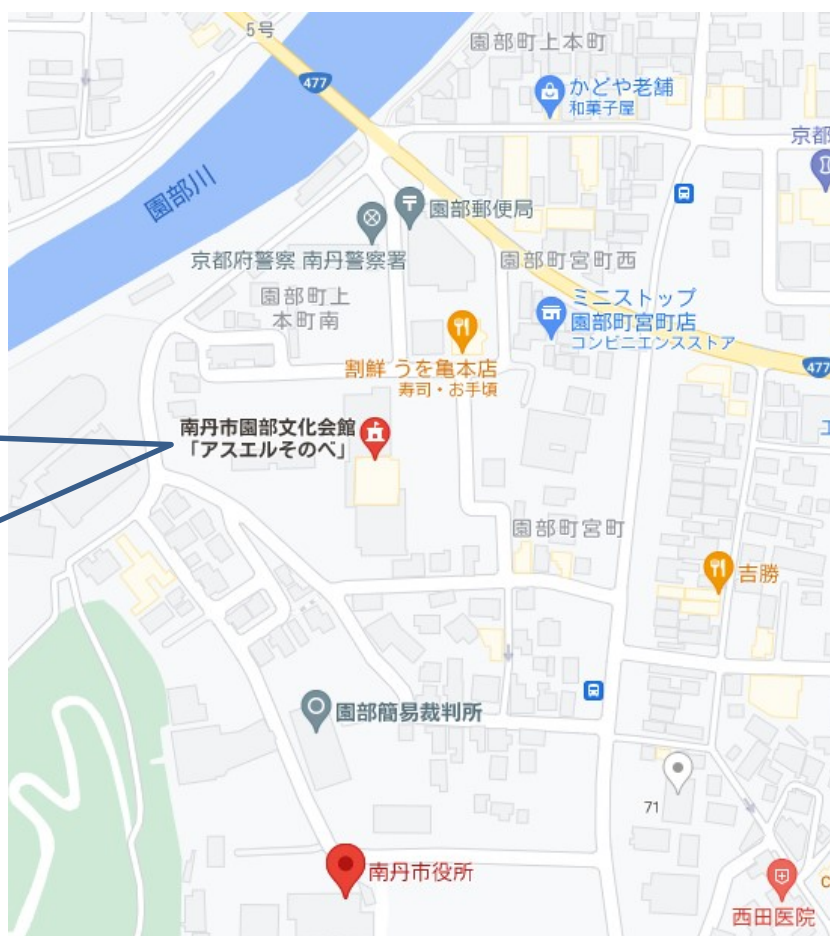 5号
園部町上本町
477
かどや老舗
和菓子屋
京都
園部川
園部郵便局
京都府警察 南丹警察署
園部町宮町西
園部町上
本町南
ミニストップ
園部町宮町店
コンビニエンスストア
割鮮 うを亀本店
寿司・お手頃
477
エ
南丹市園部文化会館
「アスエルそのべ」
園部町宮町
吉勝
園部簡易裁判所
71
南丹市役所
C
西田医院